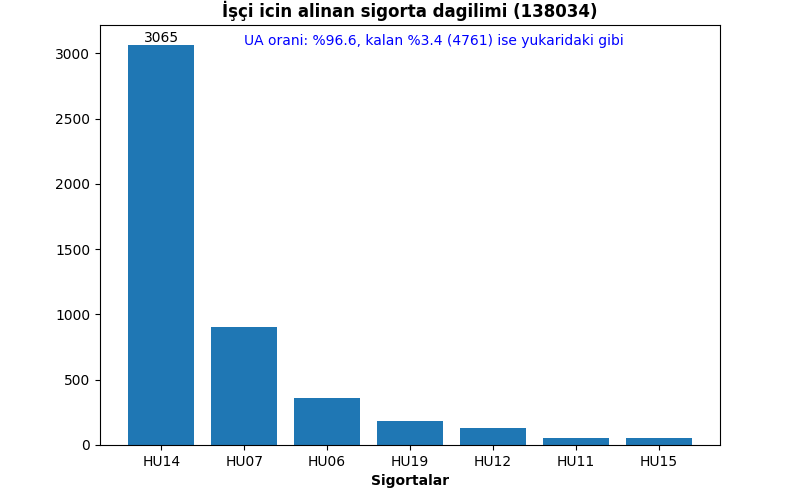 İşçi icin alinan sigorta dagilimi (138034)
3065
UA orani: %96.6, kalan %3.4 (4761) ise yukaridaki gibi
3000
2500
2000
1500
1000
500
0
HU14 HU07 HU06 HU19 HU12 HU11 HU15
Sigortalar